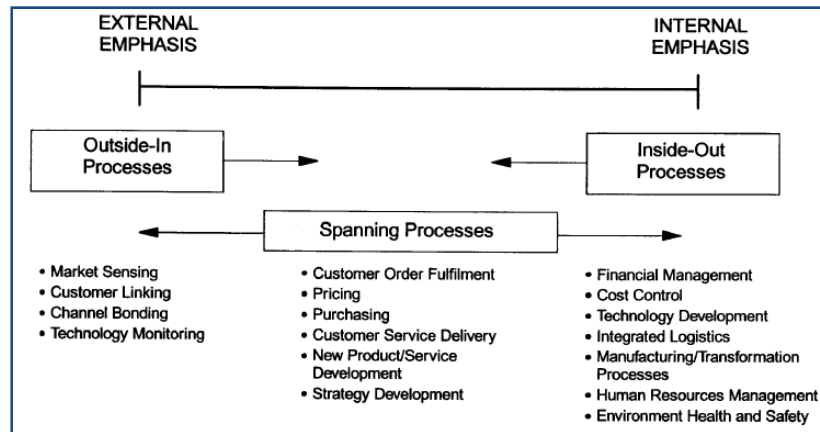 EXTERNAL
EMPHASIS
INTERNAL
EMPHASIS
Outside-In
Processes
Inside-Out
Processes
Spanning Processes
• Market Sensing
• Customer Linking
• Channel Bonding
• Technology Monitoring
• Customer Order Fulfilment
• Pricing
• Purchasing
• Customer Service Delivery
• New Product/Service
Development
• Strategy Development
• Financial Management
• Cost Control
• Technology Development
• Integrated Logistics
• Manufacturing/Transformation
Processes
• Human Resources Management
• Environment Health and Safety